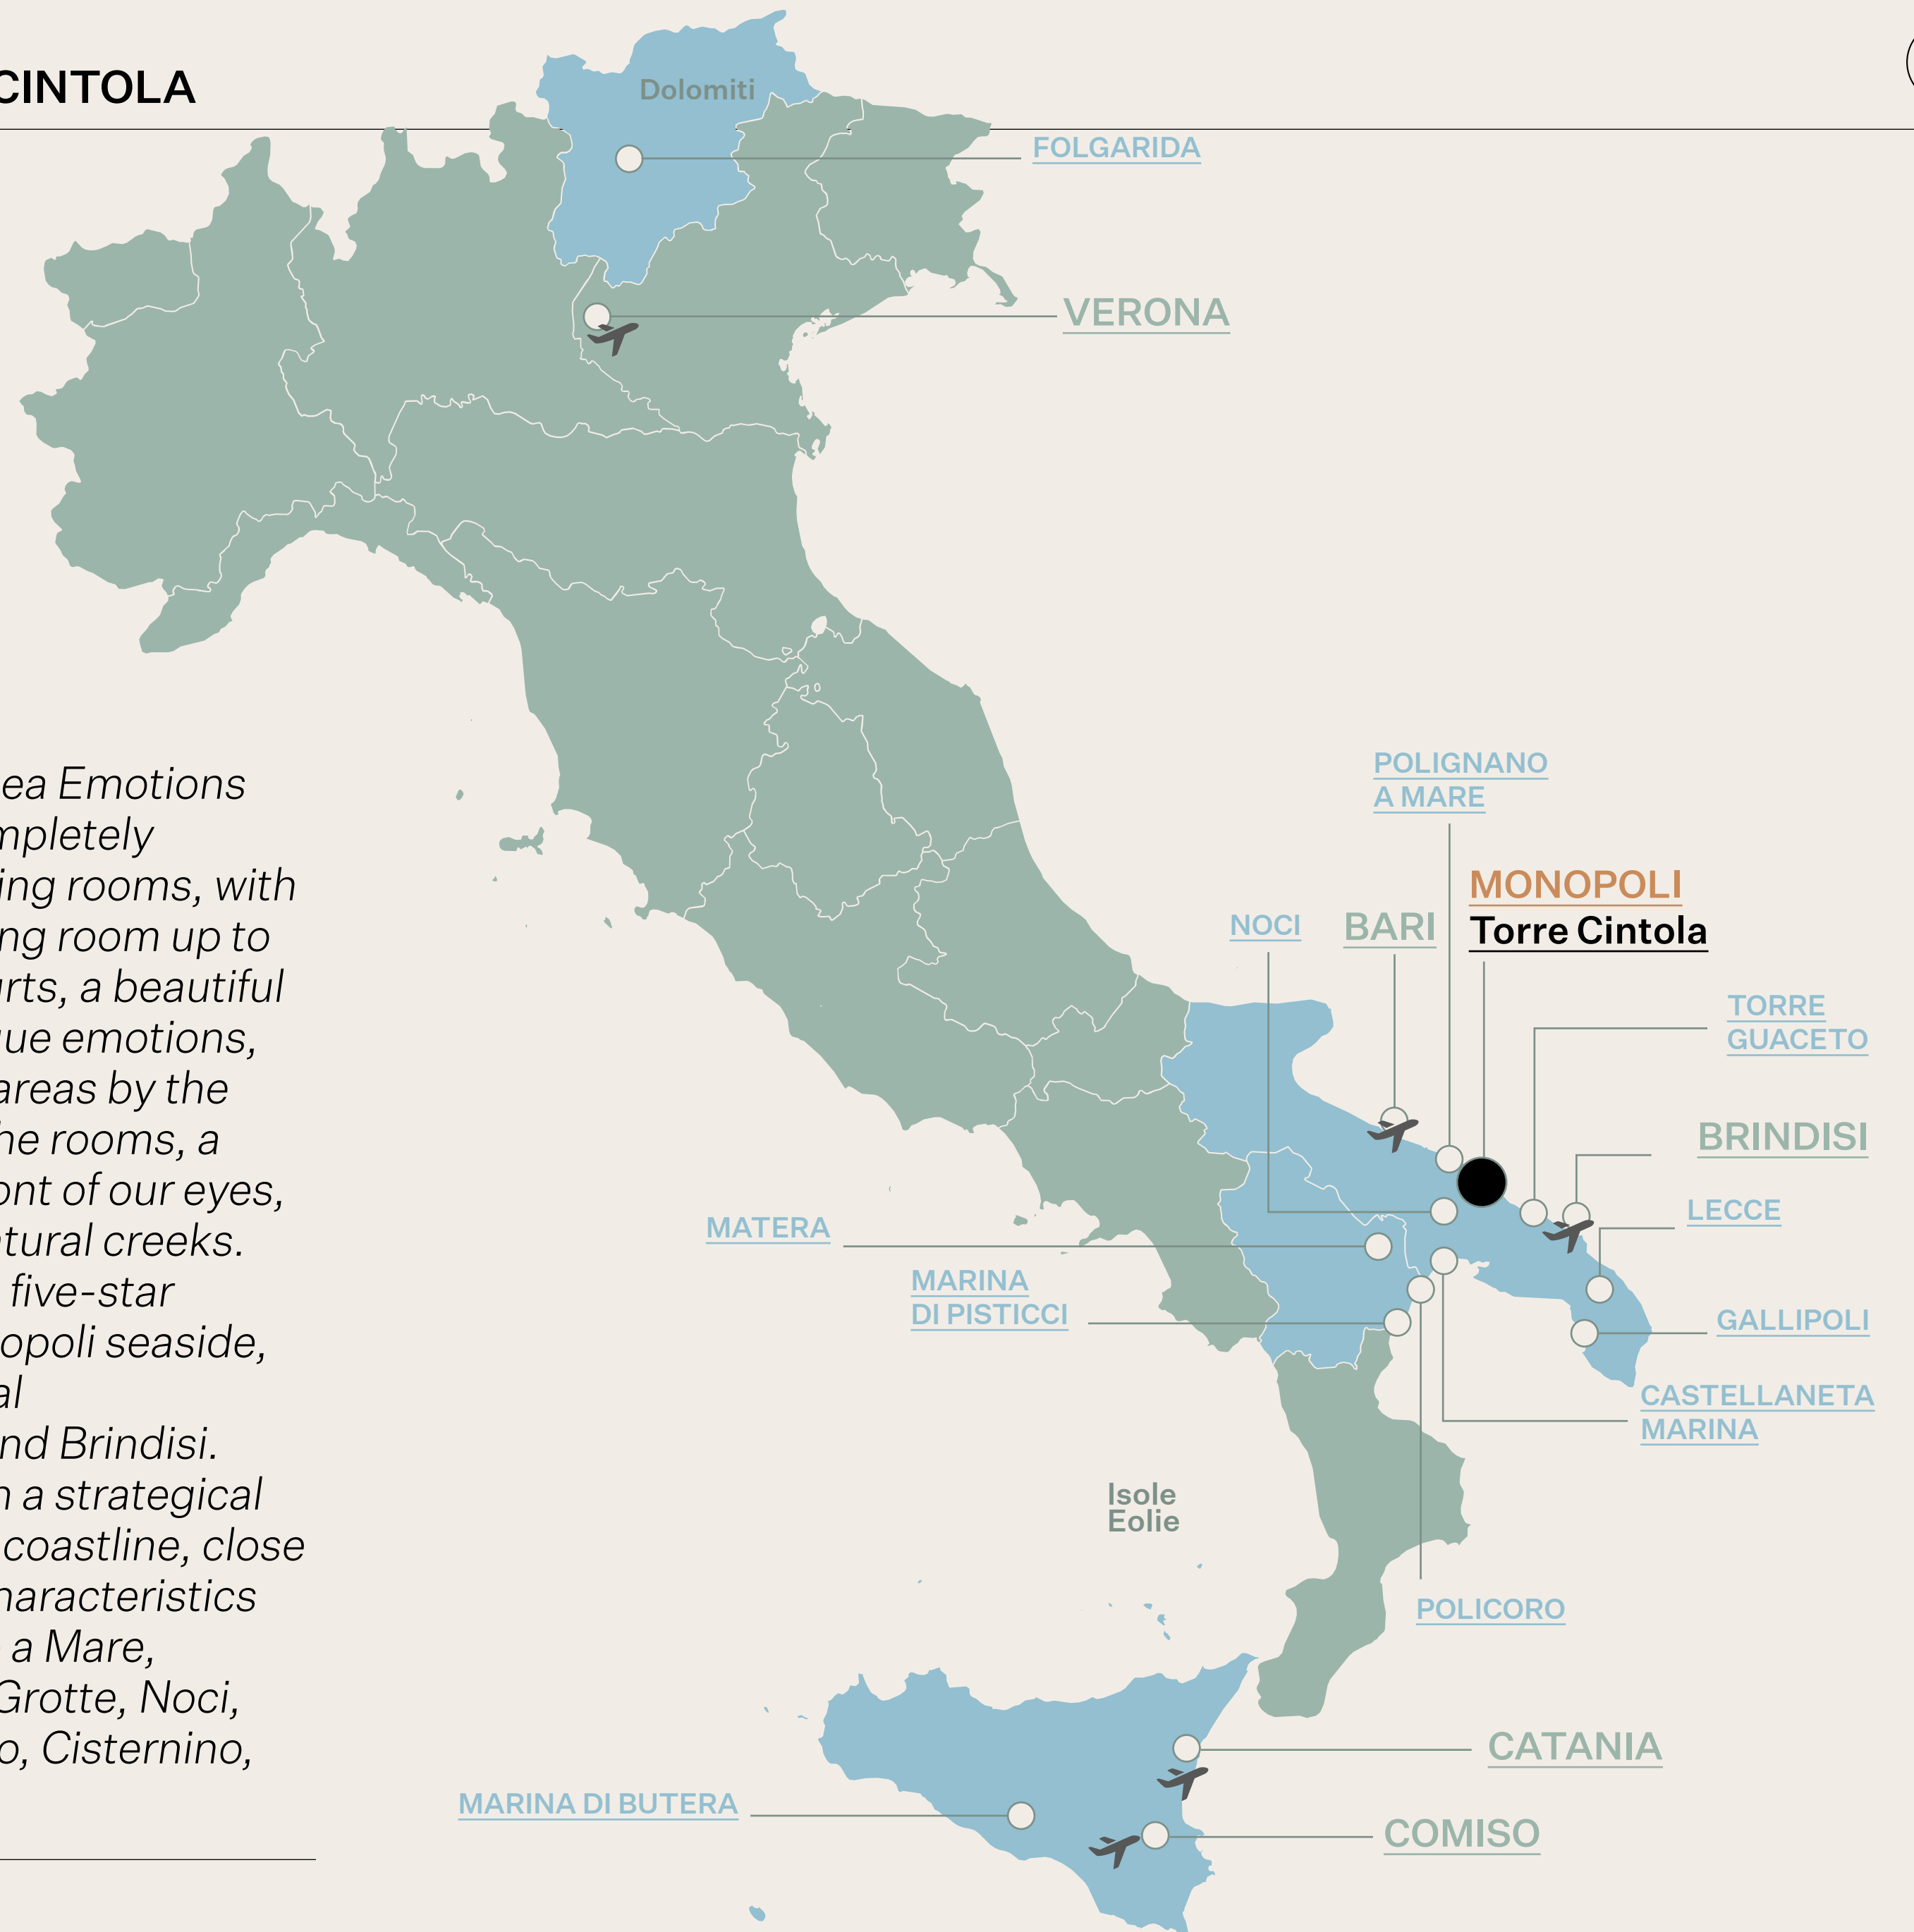 CINTOLA
Dolomiti
FOLGARIDA
VERONA
ea Emotions
mpletely
ing rooms, with
ng room up to
rts, a beautiful
ue emotions,
areas by the
he rooms, a
ont of our eyes,
tural creeks.
five-star
opoli seaside,
al
nd Brindisi.
n a strategical
coastline, close
haracteristics
a Mare,
Grotte, Noci,
o, Cisternino,
POLIGNANO
A MARE
MONOPOLI
Torre Cintola
NOCI
BARI
TORRE
GUACETO
BRINDISI
LECCE
MATERA
MARINA
DI PISTICCI
GALLIPOLI
CASTELLANETA
MARINA
Isole
Eolie
POLICORO
CATANIA
MARINA DI BUTERA
COMISO